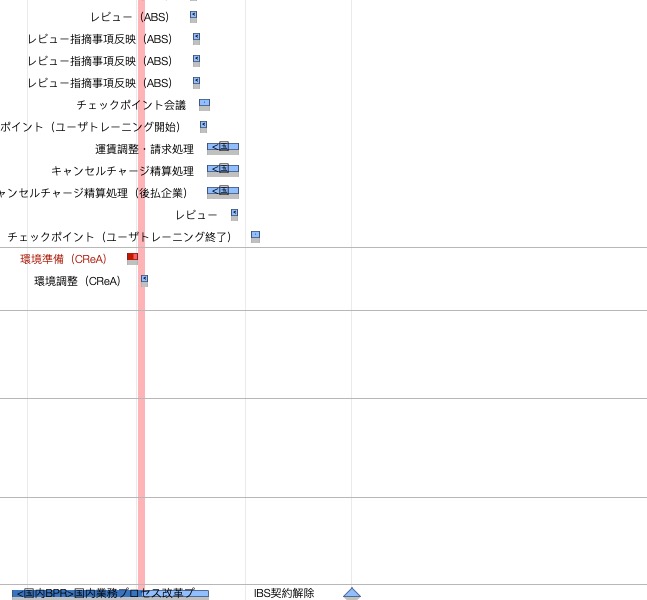 レビュー（ABS）
レビュー指摘事項反映（ABS）
レビュー指摘事項反映（ABS）
レビュー指摘事項反映（ABS）
チェックポイント会議
ポイント（ユーザトレーニング開始）
運賃調整・請求処理 <国
キャンセルチャージ精算処理 <国
ャンセルチャージ精算処理（後払企業） <国
レビュー
チェックポイント（ユーザトレーニング終了）
環境準備（CReA）
環境調整（CReA）
<国内BPR>国内業務プロセス改革プ IBS契約解除